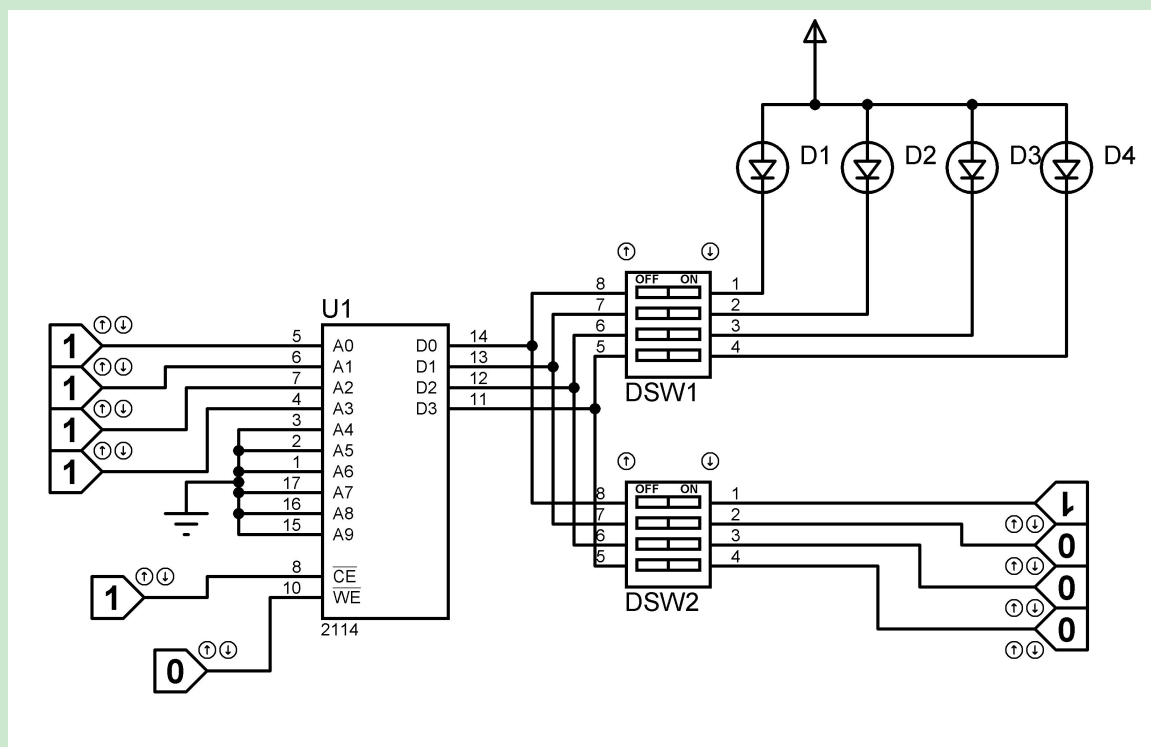 D1 D2 D3 D4
OFF ON
8 1
7 2
6 3
5 4
DSW1
U1
1 5 A0 D0 14
1 6 A1 D1 13
1 7 A2 D2 12
1 4 A3 D3 11
3 A4
2 A5
1 A6
17 A7
16 A8
15 A9
1 8 CE
0 10 WE
2114
OFF ON
8 1 1
7 2 0
6 3 0
5 4 0
DSW2